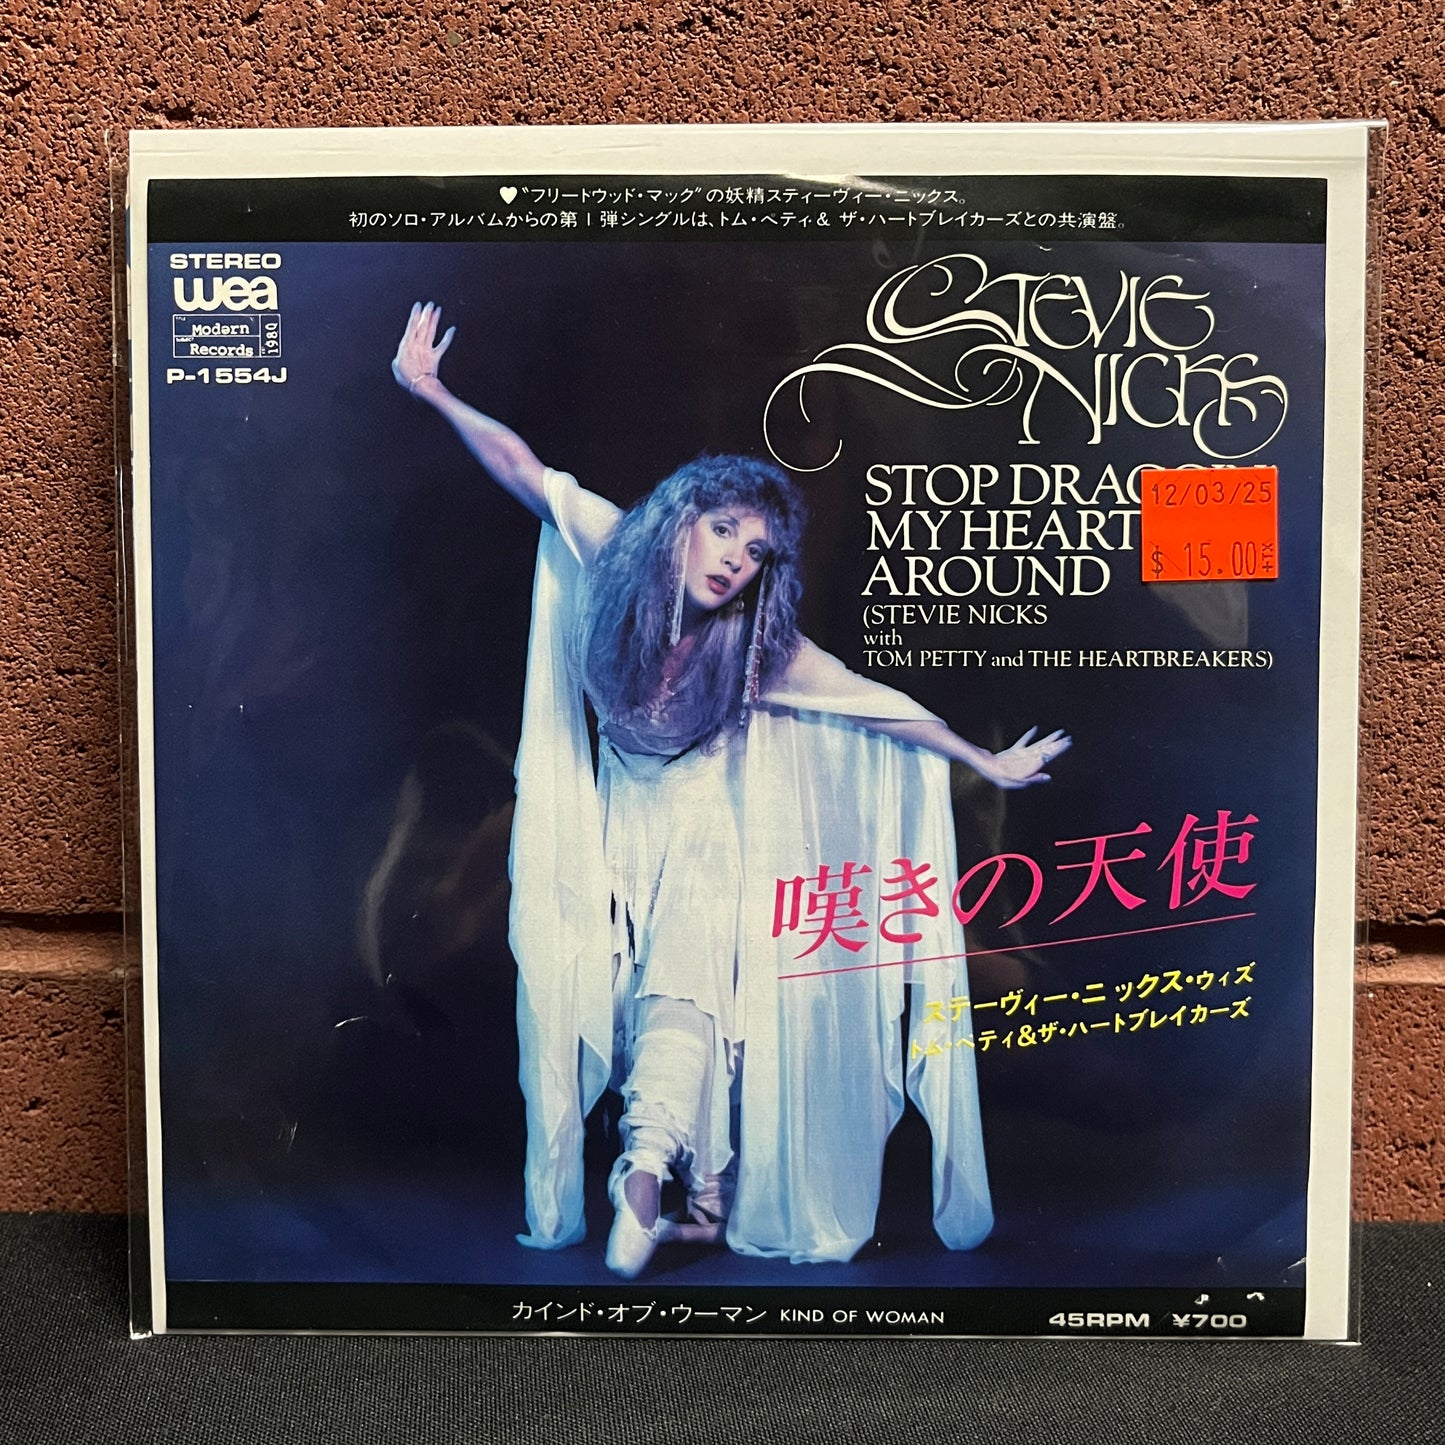 ♥“フリートウッド・マック”の妖精スティーヴィー・ニックス。
初のソロ・アルバムからの第1弾シングルは、トム・ペティ& ザ・ハートブレイカーズとの共演盤。
STEREO
wea
Modern
Records
1980
P-1554J
STEVIE
NICKS
STOP
MY HEART
AROUND
(STEVIE NICKS
with
TOM PETTY and THE HEARTBREAKERS)
12/03/25
$ 15.00 +TX
嘆きの天使
ステーヴィー・ニックス・ウィズ
トム・ペティ&ザ・ハートブレイカーズ
カインド・オブ・ウーマン KIND OF WOMAN
45RPM ¥700